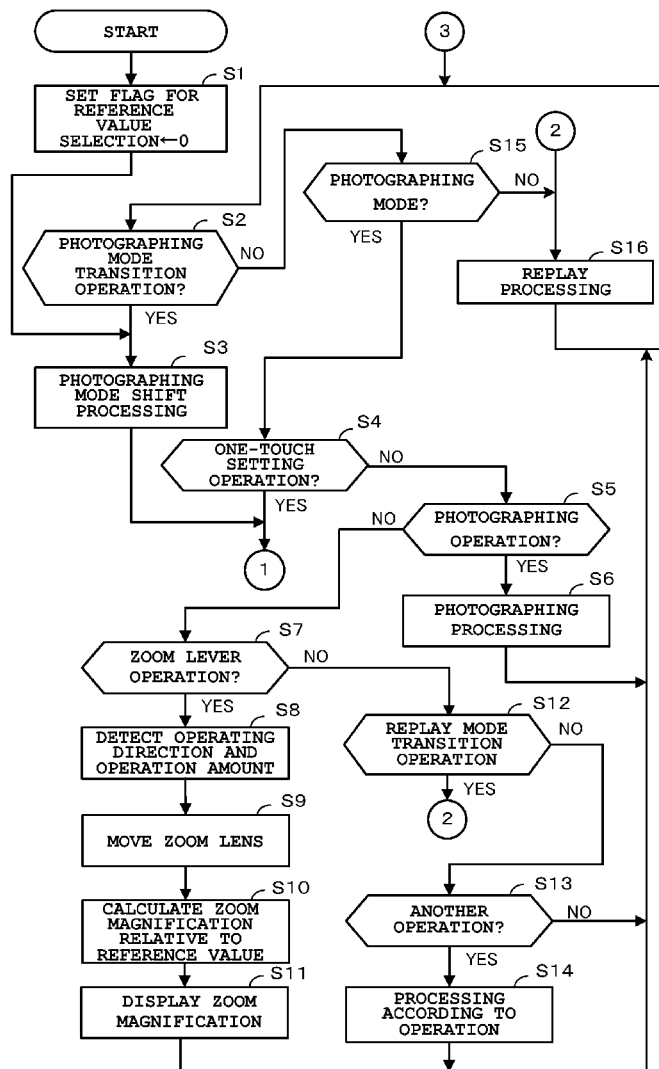 START
3
S1
SET FLAG FOR
REFERENCE
VALUE
SELECTION←0
2
S15
PHOTOGRAPHING
MODE?
NO
YES
S2
PHOTOGRAPHING
MODE
TRANSITION
OPERATION?
NO
YES
S16
REPLAY
PROCESSING
S3
PHOTOGRAPHING
MODE SHIFT
PROCESSING
S4
ONE-TOUCH
SETTING
OPERATION?
NO
YES
1
S5
PHOTOGRAPHING
OPERATION?
NO
YES
S6
PHOTOGRAPHING
PROCESSING
S7
ZOOM LEVER
OPERATION?
NO
YES
S8
DETECT OPERATING
DIRECTION AND
OPERATION AMOUNT
S12
REPLAY MODE
TRANSITION
OPERATION
NO
YES
2
S9
MOVE ZOOM LENS
S10
CALCULATE ZOOM
MAGNIFICATION
RELATIVE TO
REFERENCE VALUE
S13
ANOTHER
OPERATION?
NO
YES
S11
DISPLAY ZOOM
MAGNIFICATION
S14
PROCESSING
ACCORDING TO
OPERATION